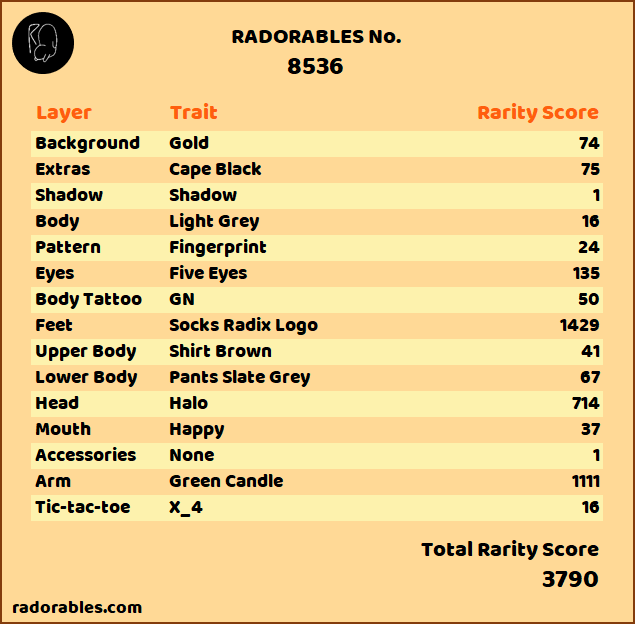 RADORABLES No.
8536
Layer Trait Rarity Score
Background Gold 74
Extras Cape Black 75
Shadow Shadow 1
Body Light Grey 16
Pattern Fingerprint 24
Eyes Five Eyes 135
Body Tattoo GN 50
Feet Socks Radix Logo 1429
Upper Body Shirt Brown 41
Lower Body Pants Slate Grey 67
Head Halo 714
Mouth Happy 37
Accessories None 1
Arm Green Candle 1111
Tic-tac-toe X_4 16
Total Rarity Score
3790
radorables.com